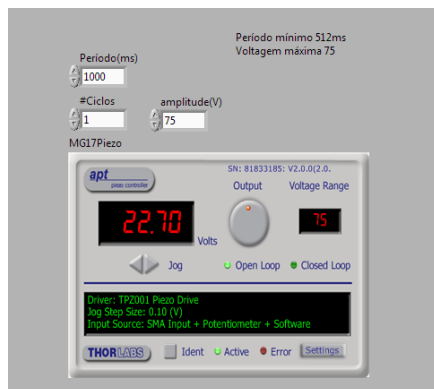 Período mínimo 512ms
Voltagem máxima 75
Período(ms)
1000
#Ciclos
1
amplitude(V)
75
MG17Piezo
apt
piezo controller
SN: 81833185: V2.0.0(2.0.
Output
Voltage Range
22.70
Volts
75
Jog
Open Loop
Closed Loop
Driver: TPZ001 Piezo Drive
Jog Step Size: 0.10 (V)
Input Source: SMA Input + Potentiometer + Software
THORLABS
Ident
Active
Error
Settings